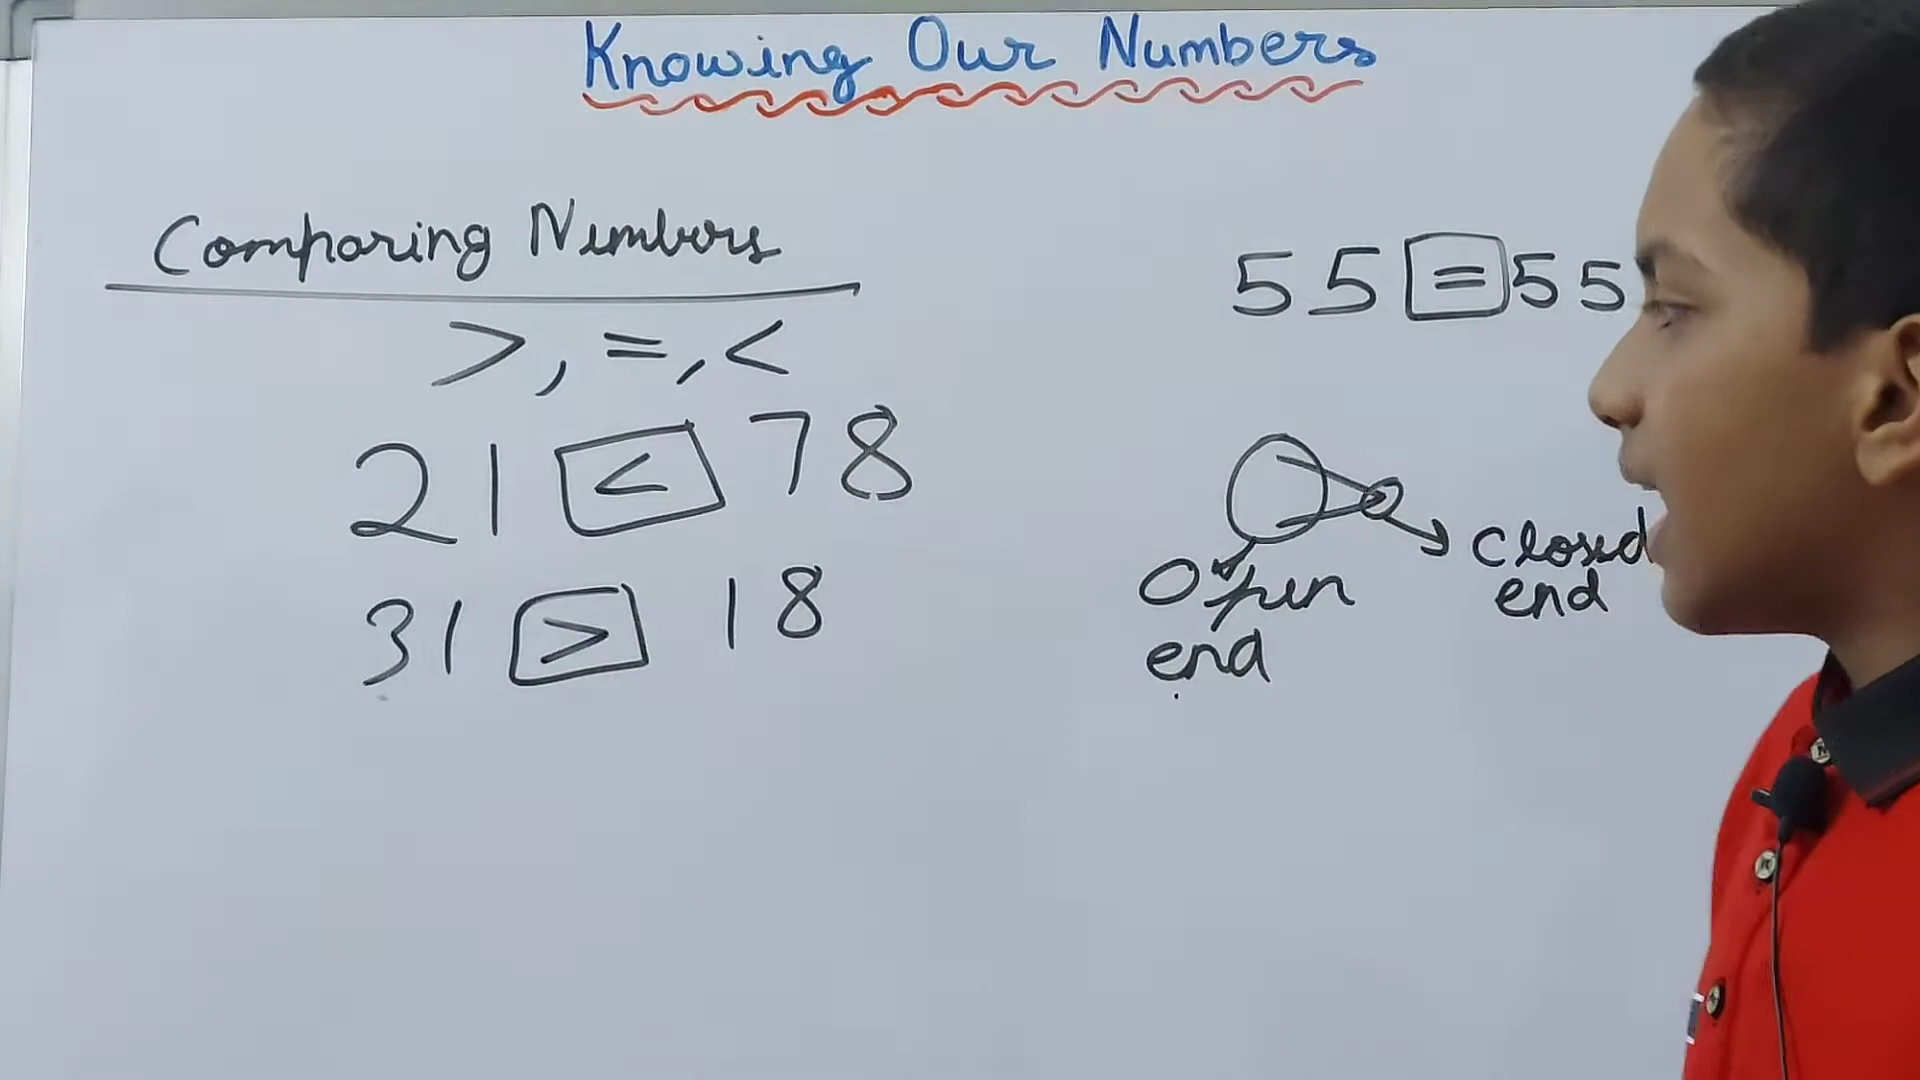 Knowing Our Numbers
Comparing Numbers
>, =, <
21 < 78
31 > 18
55 = 55
Open
end
closed
end